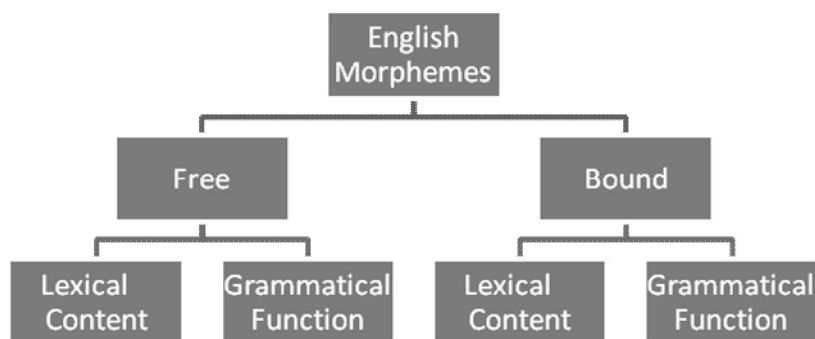 English
Morphemes
Free
Bound
Lexical
Content
Grammatical
Function
Lexical
Content
Grammatical
Function